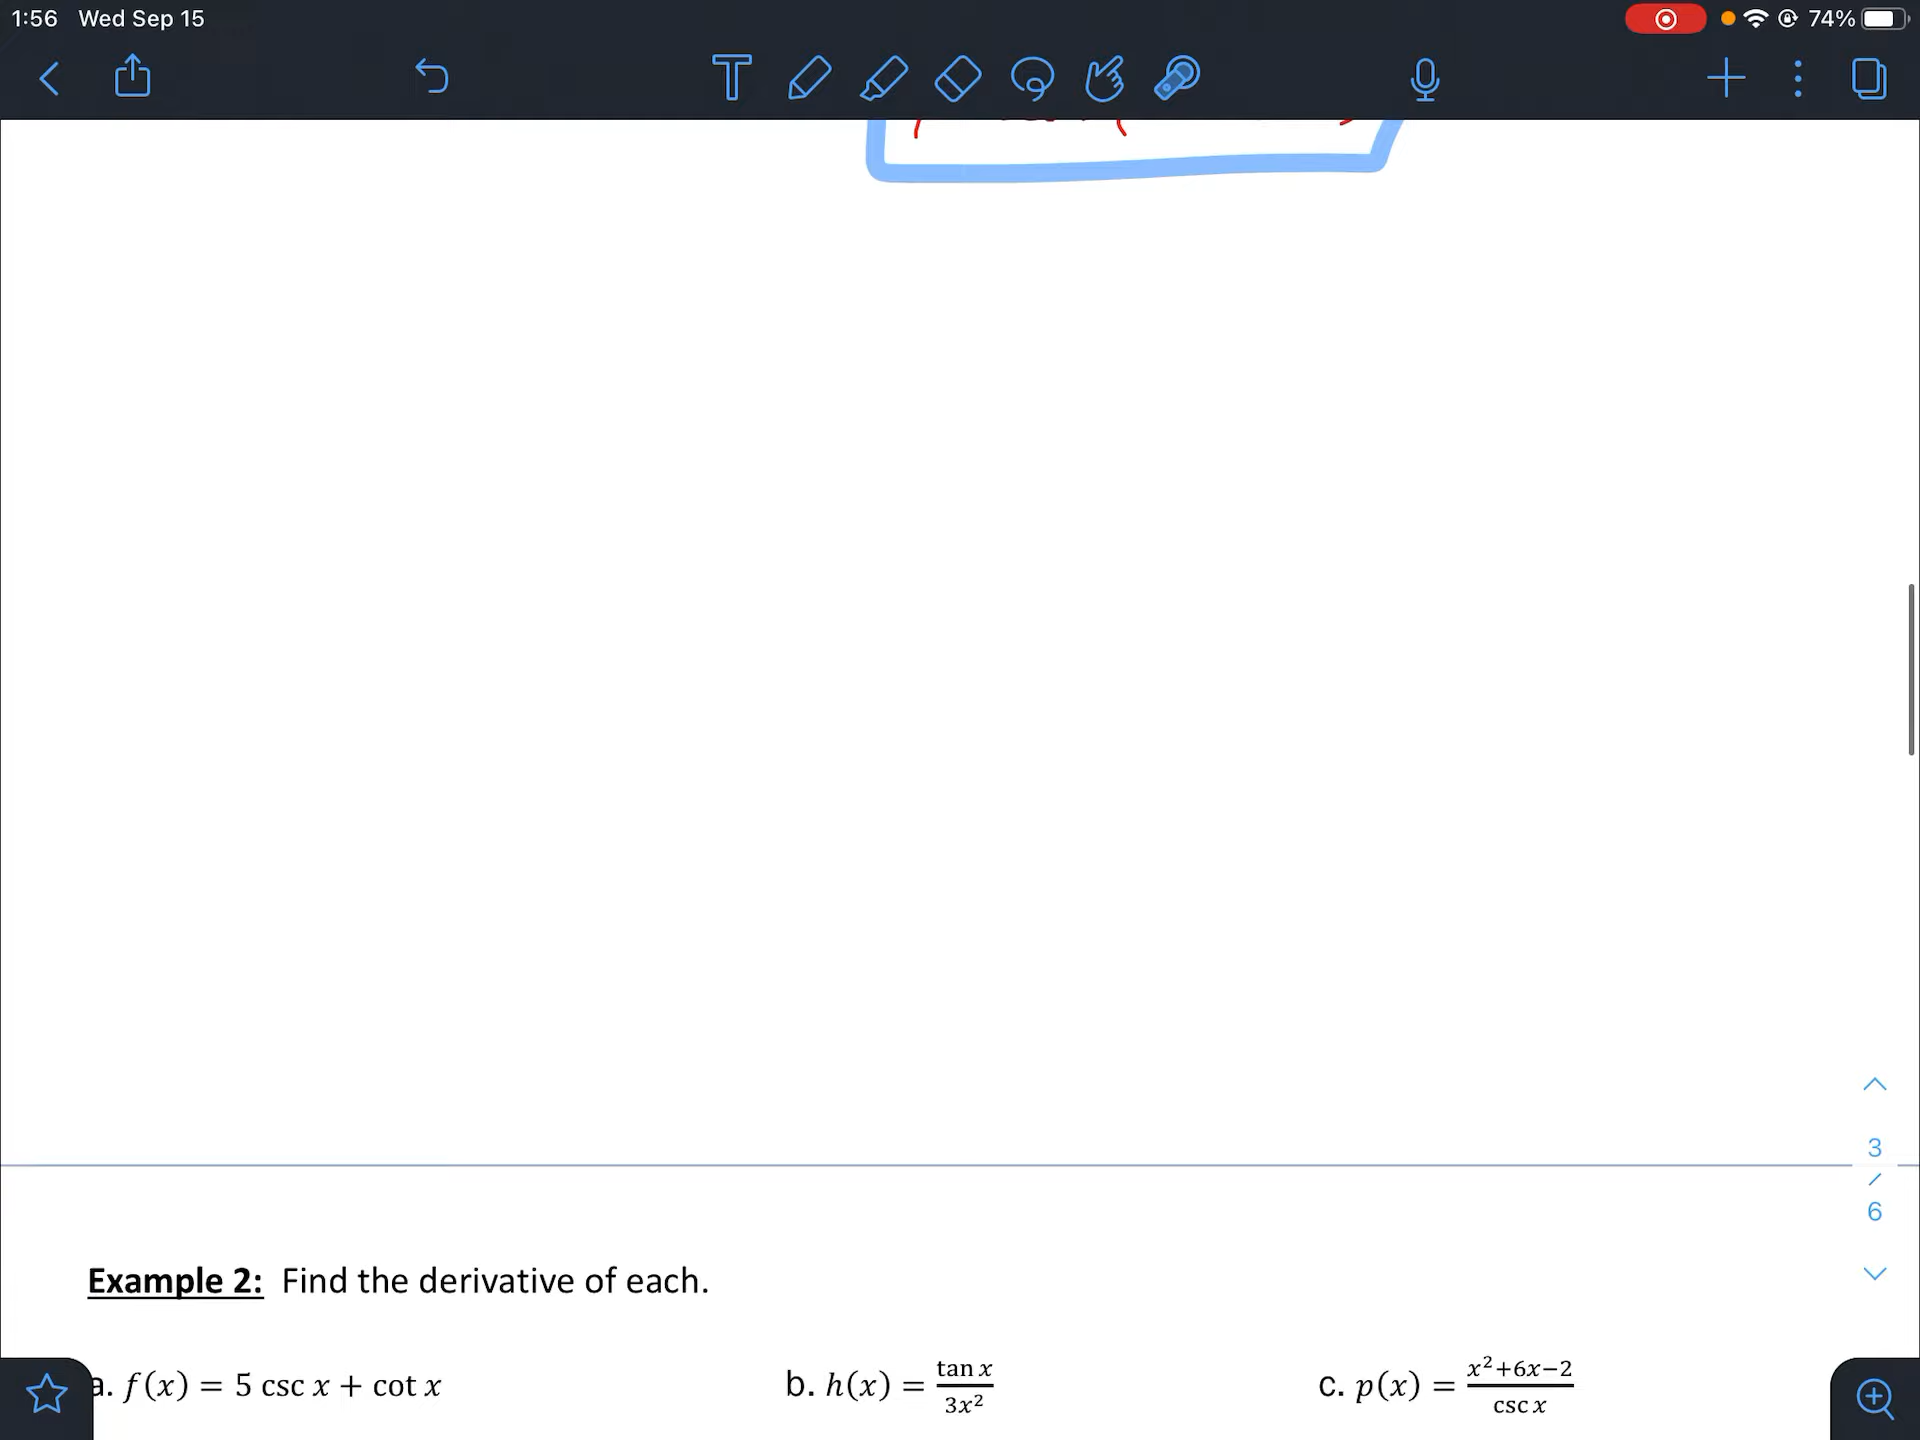 1:56 Wed Sep 15
74%
3
/
6
Example 2: Find the derivative of each.
a. f(x) = 5 csc x + cot x
b. h(x) = tan x / 3x²
c. p(x) = x²+6x−2 / csc x